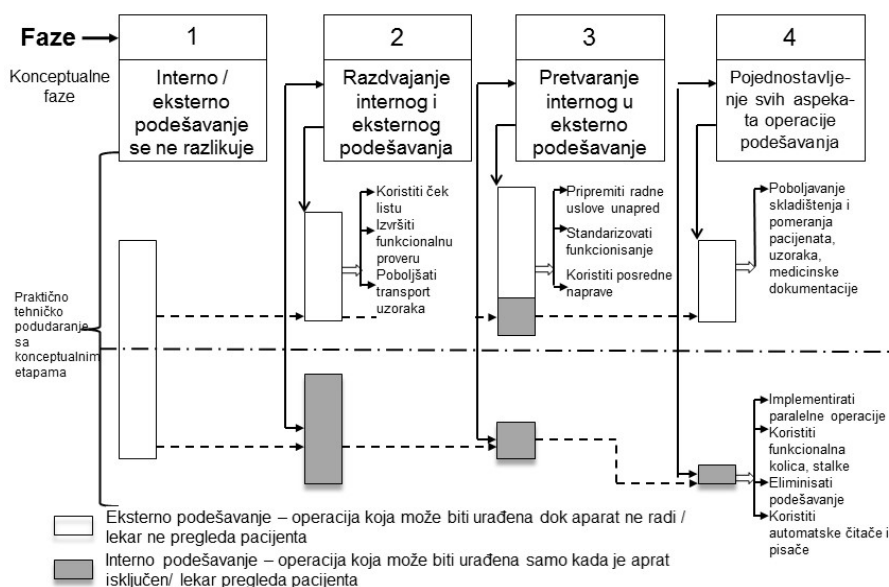 Faze
1
2
3
4
Konceptualne
faze
Interno /
eksterno
podešavanje
se ne razlikuje
Razdvajanje
internog i
eksternog
podešavanja
Pretvaranje
internog u
eksterno
podešavanje
Pojednostavlje-
nje svih aspeka-
ta operacije
podešavanja
Koristiti ček
listu
Izvršiti
funkcionalnu
proveru
Poboljšati
transport
uzoraka
Pripremiti radne
uslove unapred
Standarizovati
funkcionisanje
Koristiti posredne
naprave
Poboljavanje
skladištenja i
pomeranja
pacijenata,
uzoraka,
medicinske
dokumentacije
Praktično
tehničko
podudaranje
sa
konceptualnim
etapama
Implementirati
paralelne operacije
Koristiti
funkcionalna
kolica, stalke
Eliminisati
podešavanje
Koristiti
automatske čitače i
pisače
Eksterno podešavanje – operacija koja može biti urađena dok aparat ne radi /
lekar ne pregleda pacijenta
Interno podešavanje – operacija koja može biti urađena samo kada je aprat
isključen/ lekar pregleda pacijenta